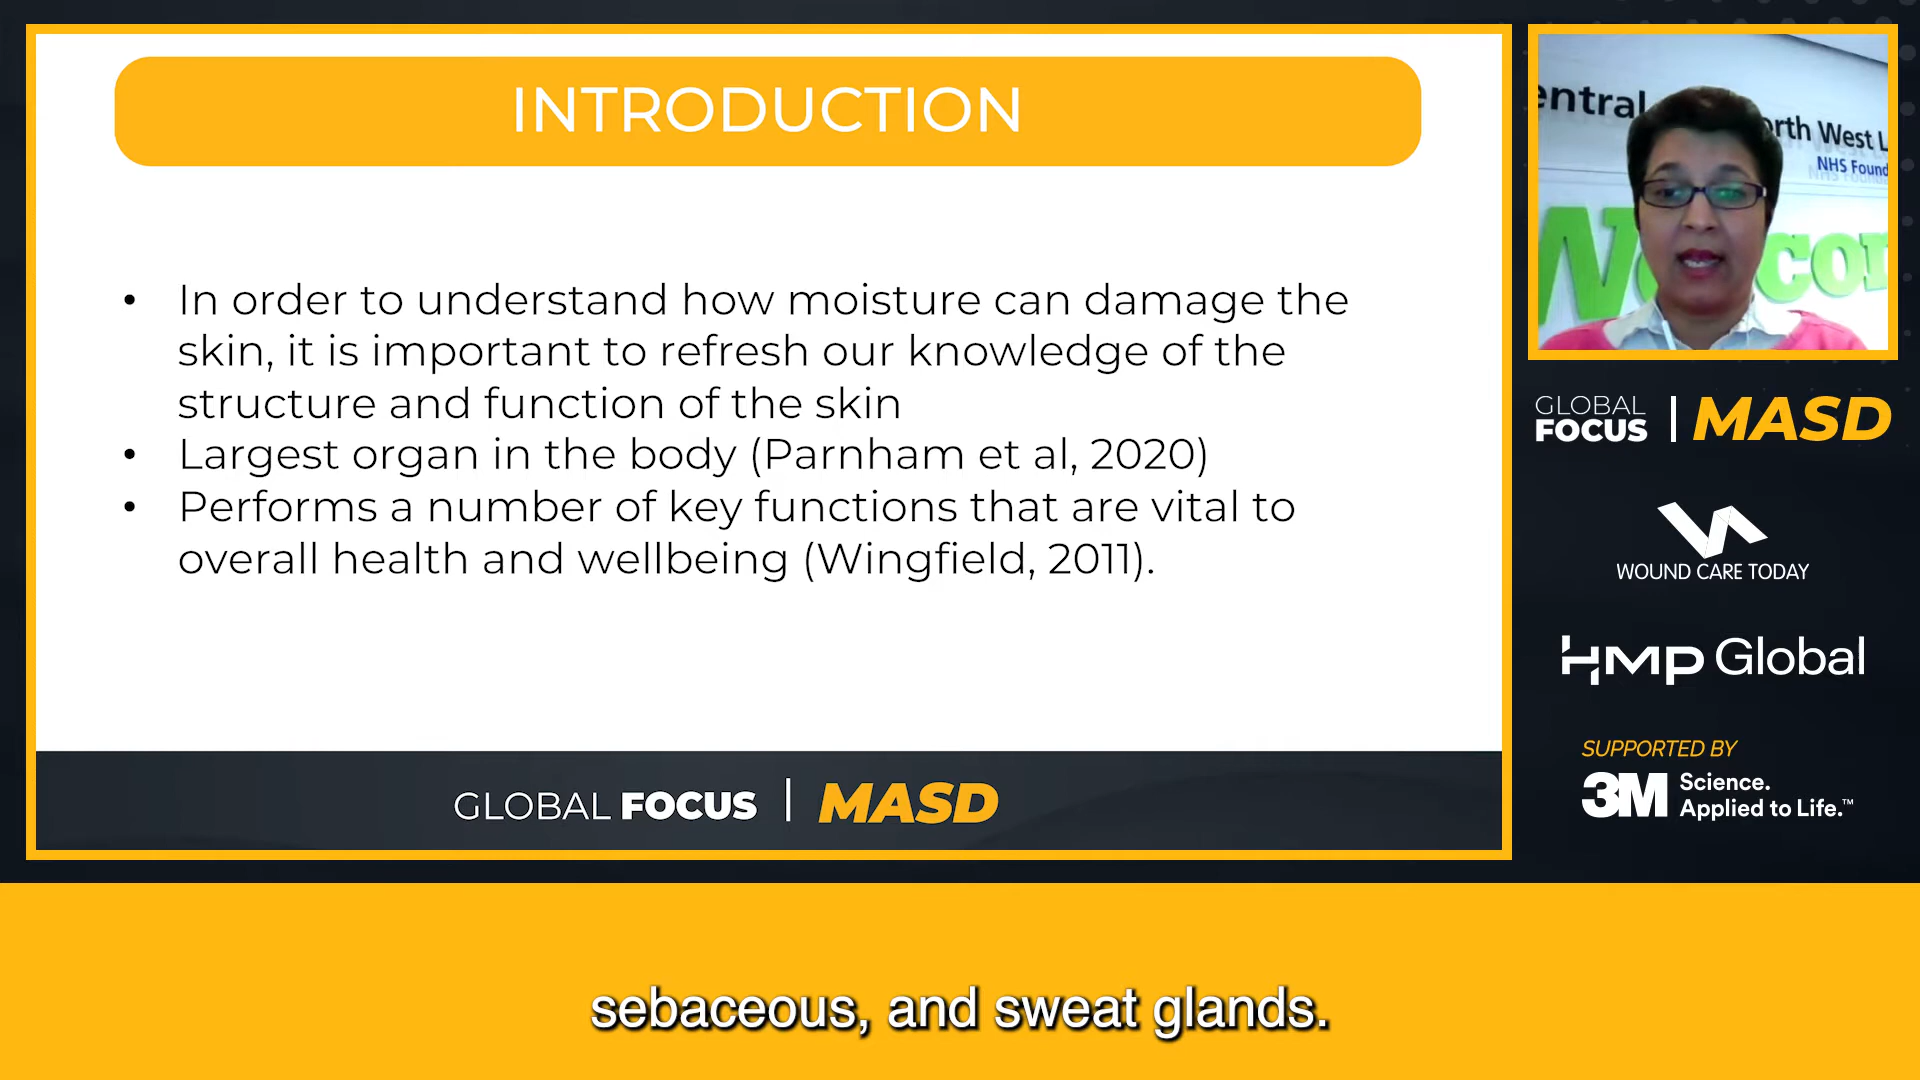 INTRODUCTION
• In order to understand how moisture can damage the
skin, it is important to refresh our knowledge of the
structure and function of the skin
• Largest organ in the body (Parnham et al, 2020)
• Performs a number of key functions that are vital to
overall health and wellbeing (Wingfield, 2011).
GLOBAL FOCUS | MASD
entral
orth West L
NHS Found
GLOBAL
FOCUS | MASD
WOUND CARE TODAY
HMP Global
SUPPORTED BY
3M Science.
Applied to Life.™
sebaceous, and sweat glands.